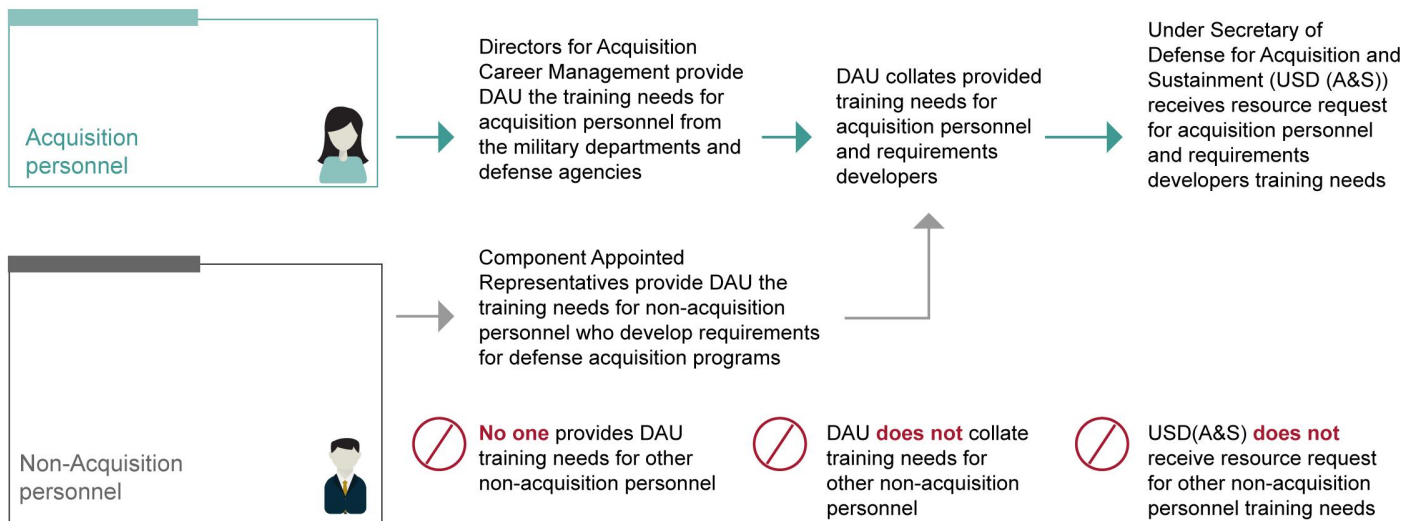 Acquisition
personnel
Directors for Acquisition
Career Management provide
DAU the training needs for
acquisition personnel from
the military departments and
defense agencies
DAU collates provided
training needs for
acquisition personnel
and requirements
developers
Under Secretary of
Defense for Acquisition and
Sustainment (USD (A&S))
receives resource request
for acquisition personnel
and requirements
developers training needs
Non-Acquisition
personnel
Component Appointed
Representatives provide DAU the
training needs for non-acquisition
personnel who develop requirements
for defense acquisition programs
No one provides DAU
training needs for other
non-acquisition personnel
DAU does not collate
training needs for
other non-acquisition
personnel
USD(A&S) does not
receive resource request
for other non-acquisition
personnel training needs